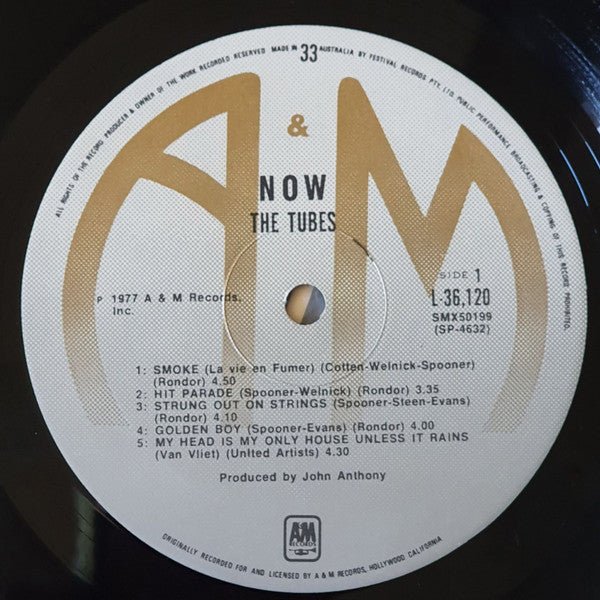 ALL RIGHTS OF THE RECORD PRODUCER & OWNER OF THE WORK RECORDED RESERVED MADE IN 33 AUSTRALIA BY FESTIVAL RECORDS PTY. LTD. PUBLIC PERFORMANCE BROADCASTING & COPYING OF THIS RECORD PROHIBITED.
A & M
NOW
THE TUBES
P 1977 A & M Records, Inc.
SIDE 1
L-36,120
SMX50199
(SP-4632)
1: SMOKE (La vie en Fumer) (Cotten-Welnick-Spooner)
(Rondor) 4.50
2: HIT PARADE (Spooner-Welnick) (Rondor) 3.35
3: STRUNG OUT ON STRINGS (Spooner-Steen-Evans)
(Rondor) 4.10
4: GOLDEN BOY (Spooner-Evans) (Rondor) 4.00
5: MY HEAD IS MY ONLY HOUSE UNLESS IT RAINS
(Van Vliet) (United Artists) 4.30
Produced by John Anthony
A&M
RECORDS
ORIGINALLY RECORDED FOR AND LICENSED BY A & M RECORDS, HOLLYWOOD CALIFORNIA